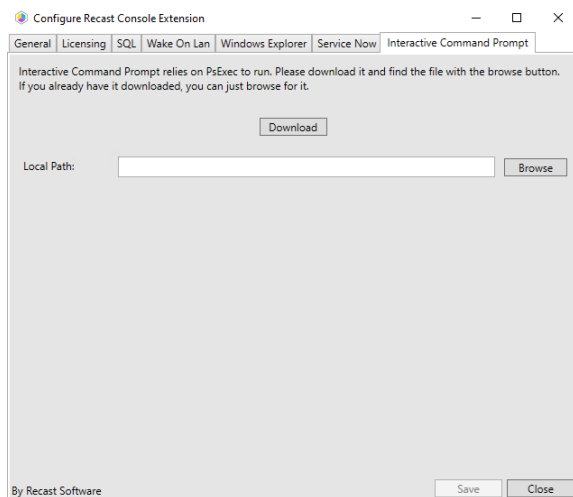 Configure Recast Console Extension
General Licensing SQL Wake On Lan Windows Explorer Service Now Interactive Command Prompt
Interactive Command Prompt relies on PsExec to run. Please download it and find the file with the browse button.
If you already have it downloaded, you can just browse for it.
Download
Local Path: Browse
By Recast Software Save Close